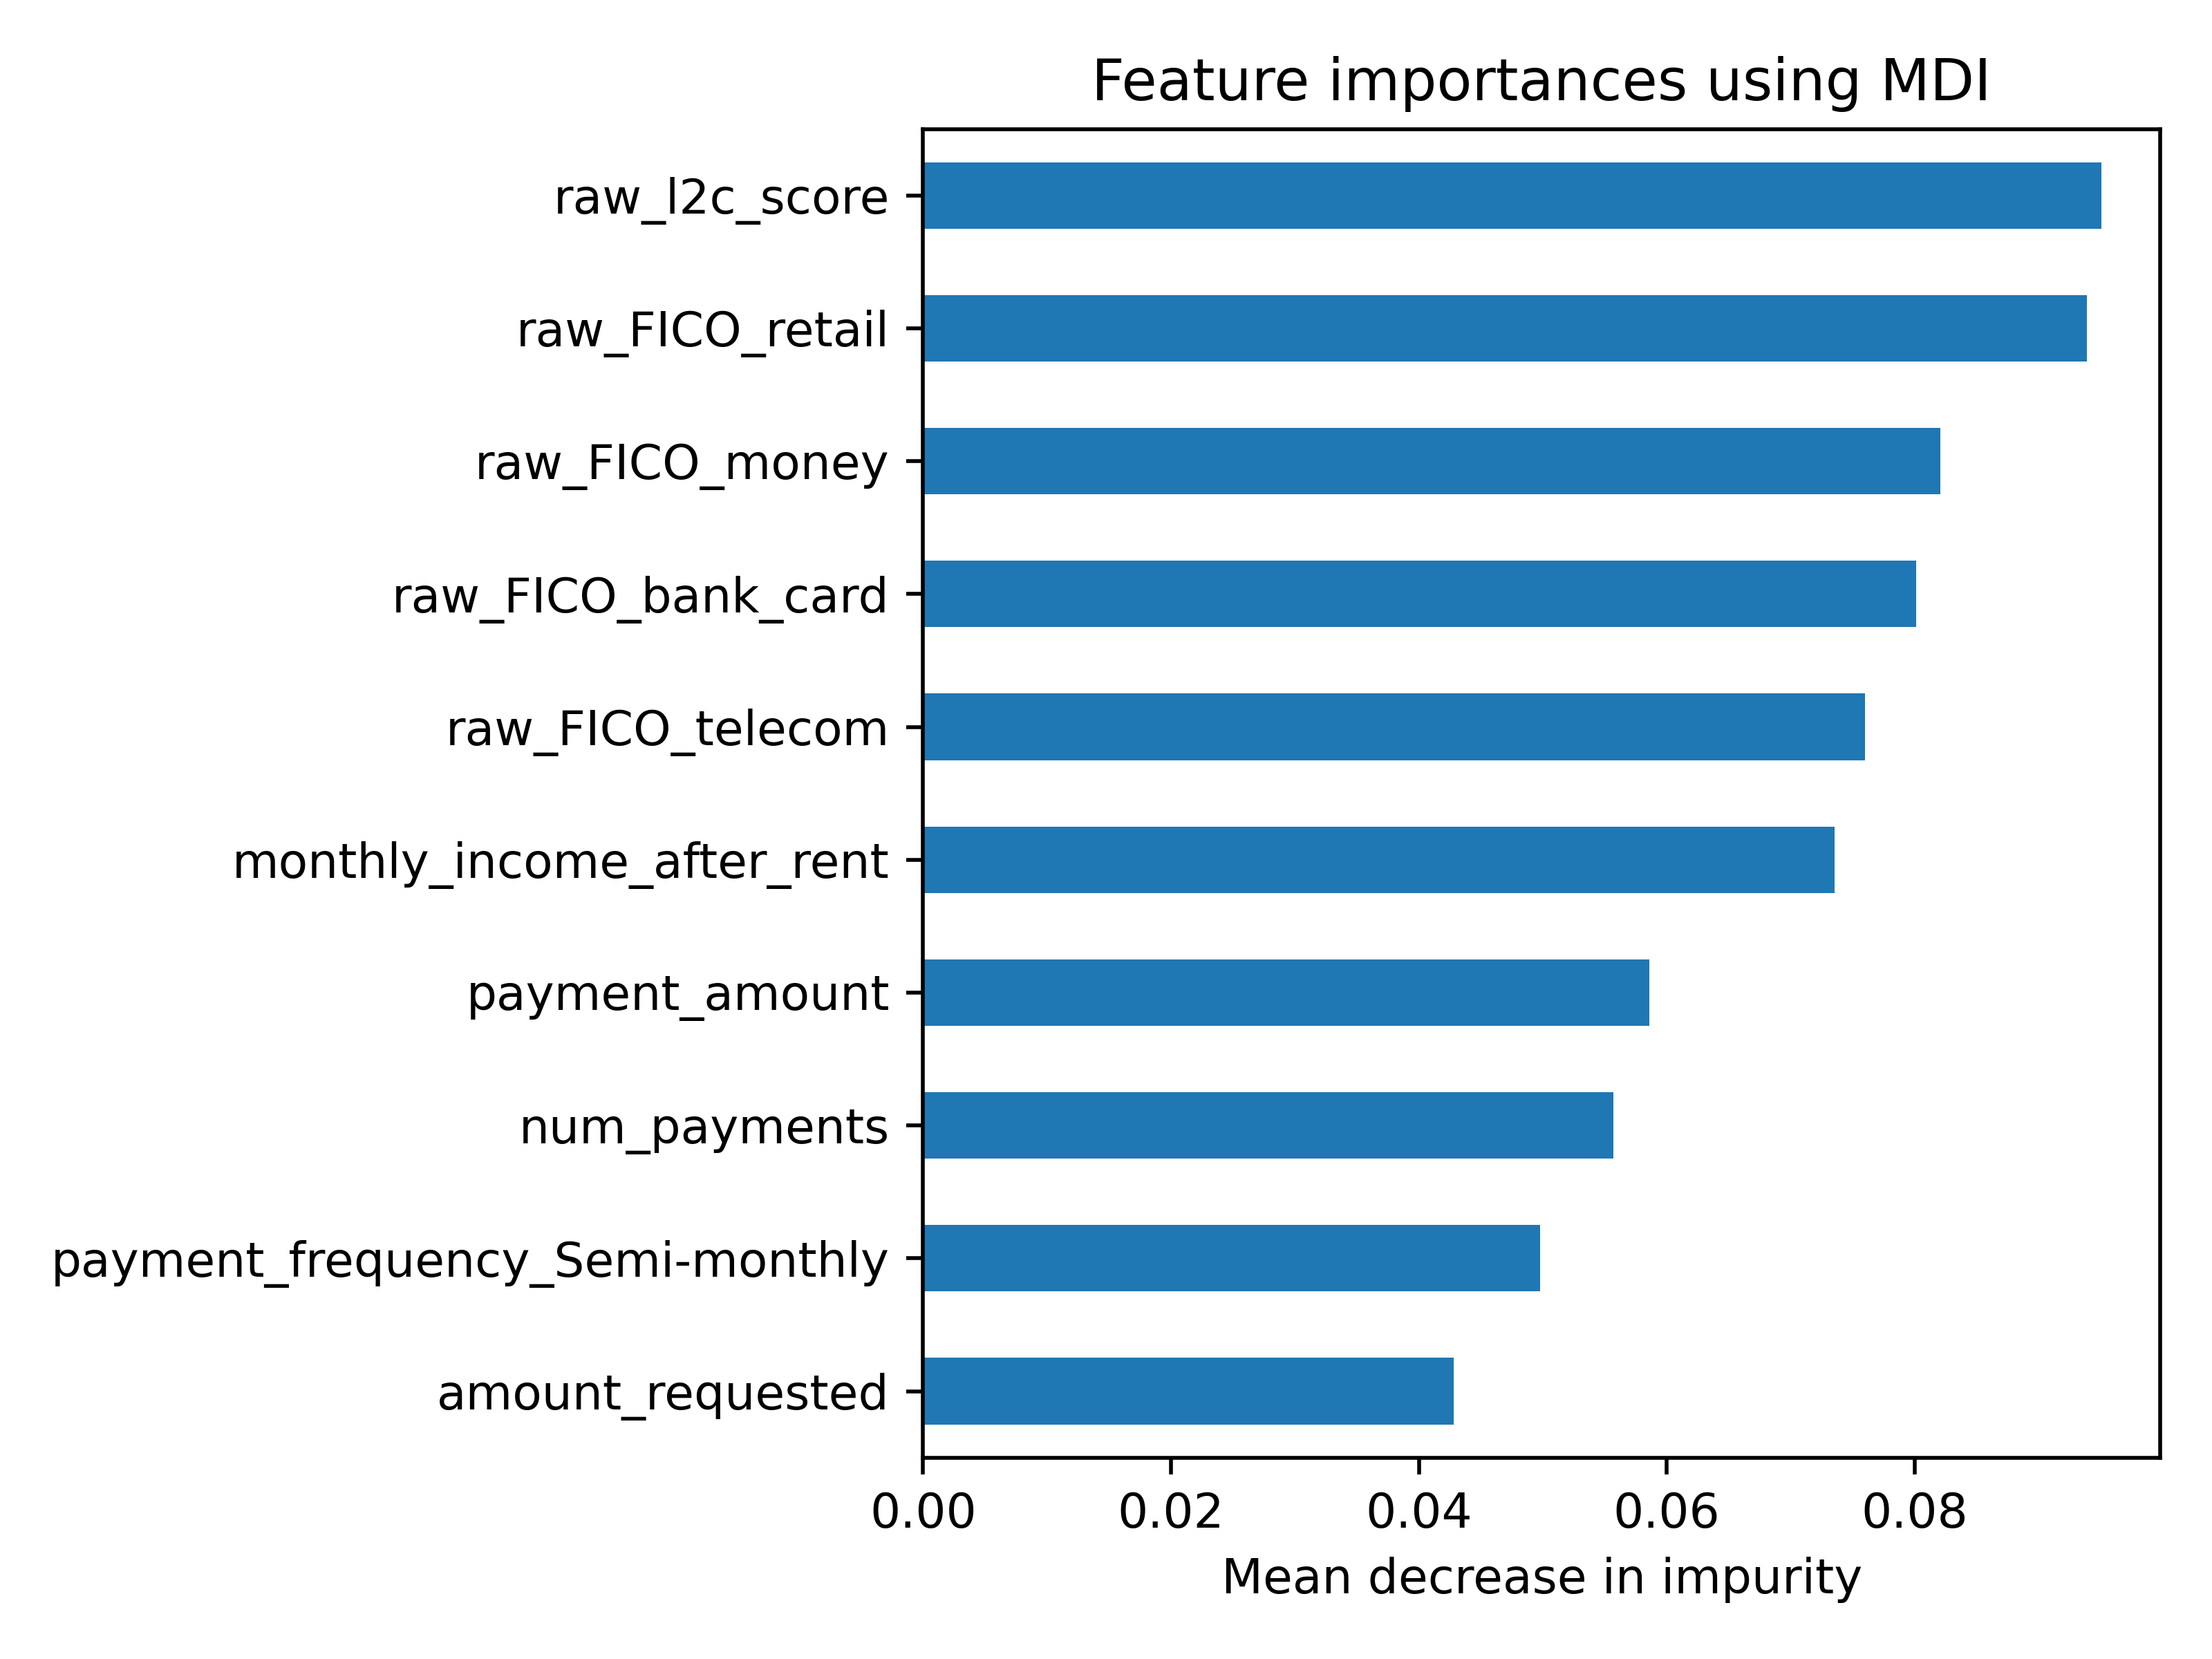 Feature importances using MDI
raw_l2c_score
raw_FICO_retail
raw_FICO_money
raw_FICO_bank_card
raw_FICO_telecom
monthly_income_after_rent
payment_amount
num_payments
payment_frequency_Semi-monthly
amount_requested
0.00 0.02 0.04 0.06 0.08
Mean decrease in impurity